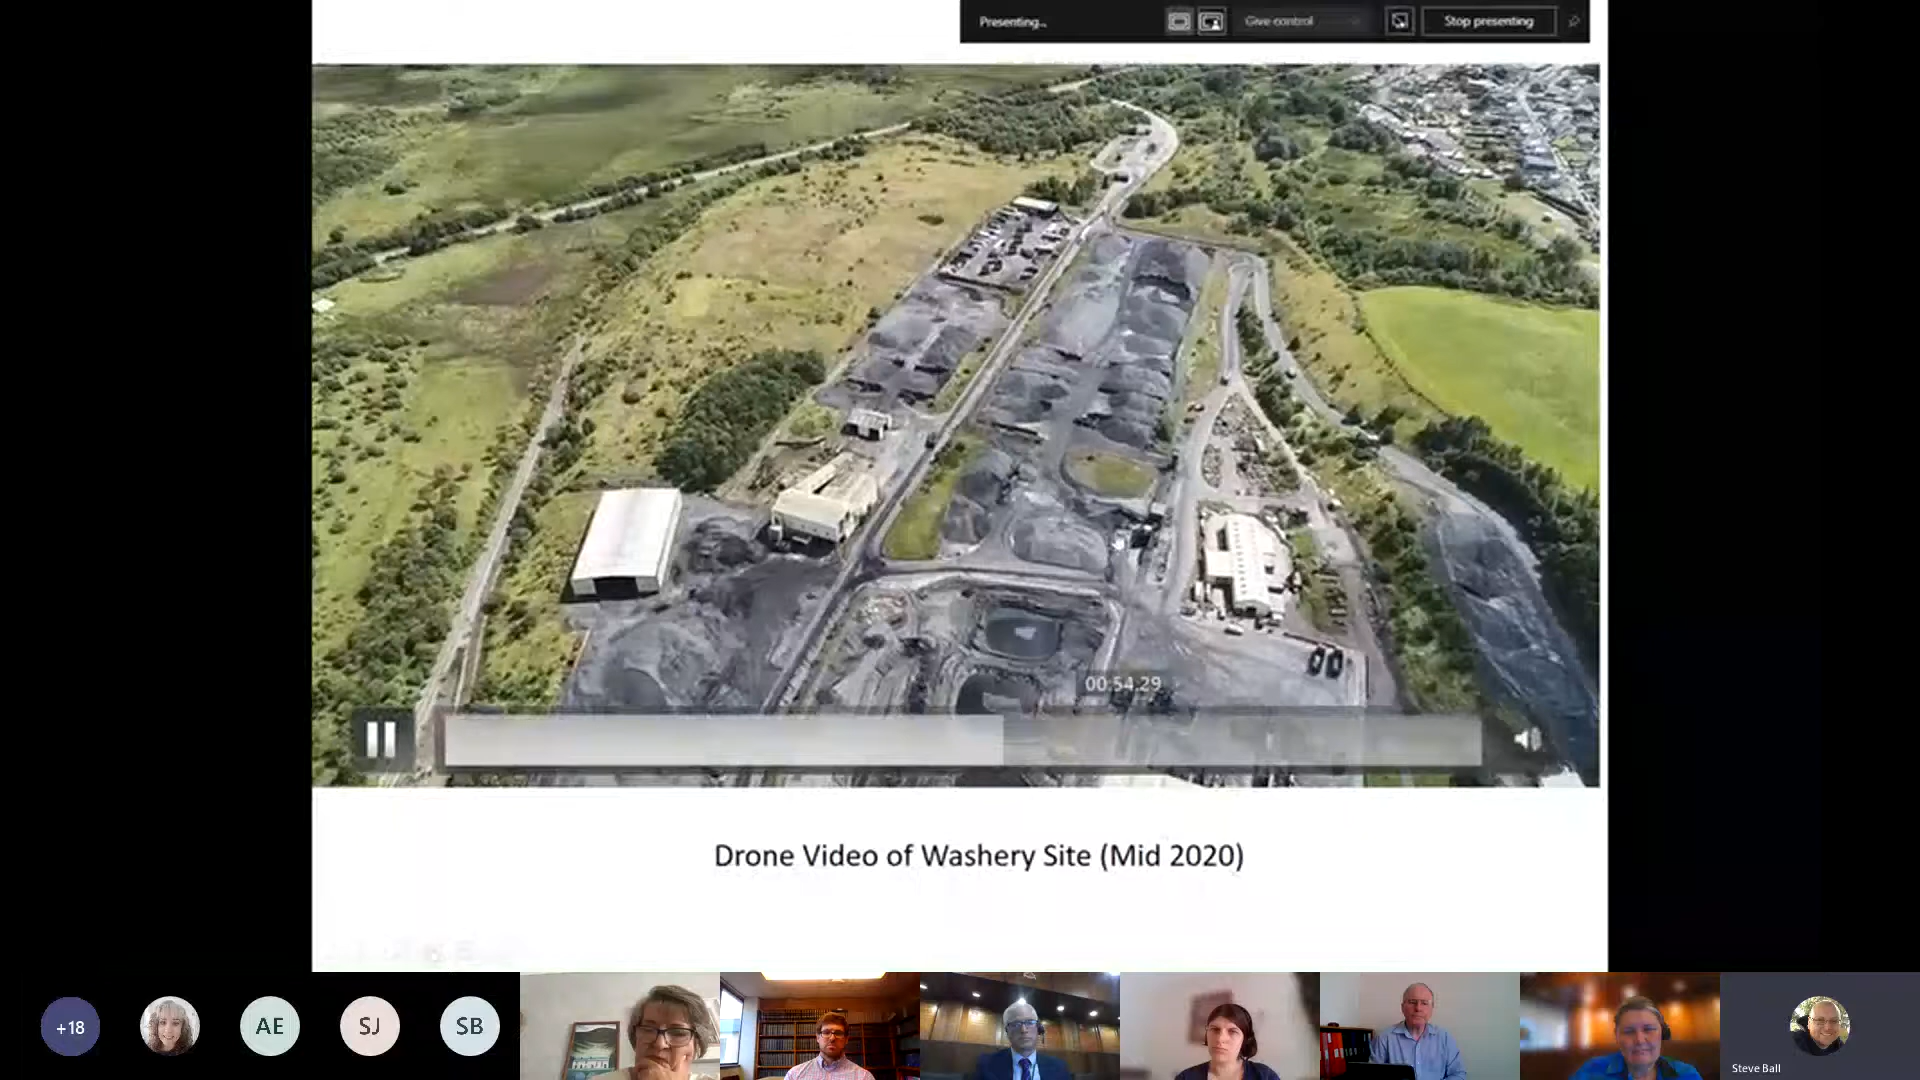 Presenting...
Give control
Stop presenting
00:54.29
Drone Video of Washery Site (Mid 2020)
+18
AE
SJ
SB
Steve Ball